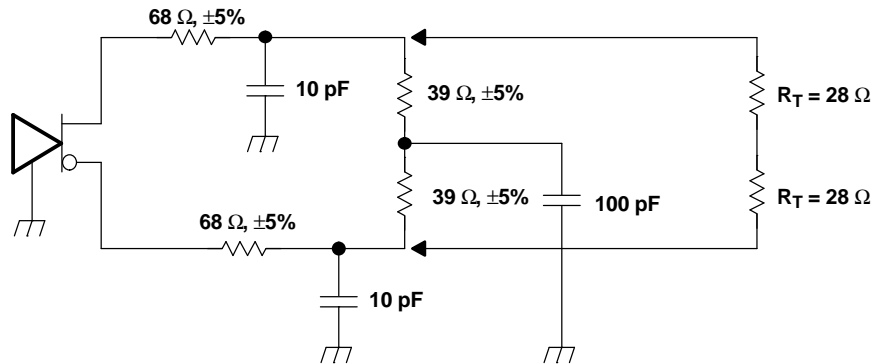 68 Ω, ±5%
10 pF
39 Ω, ±5%
R_T = 28 Ω
39 Ω, ±5%
100 pF
R_T = 28 Ω
68 Ω, ±5%
10 pF